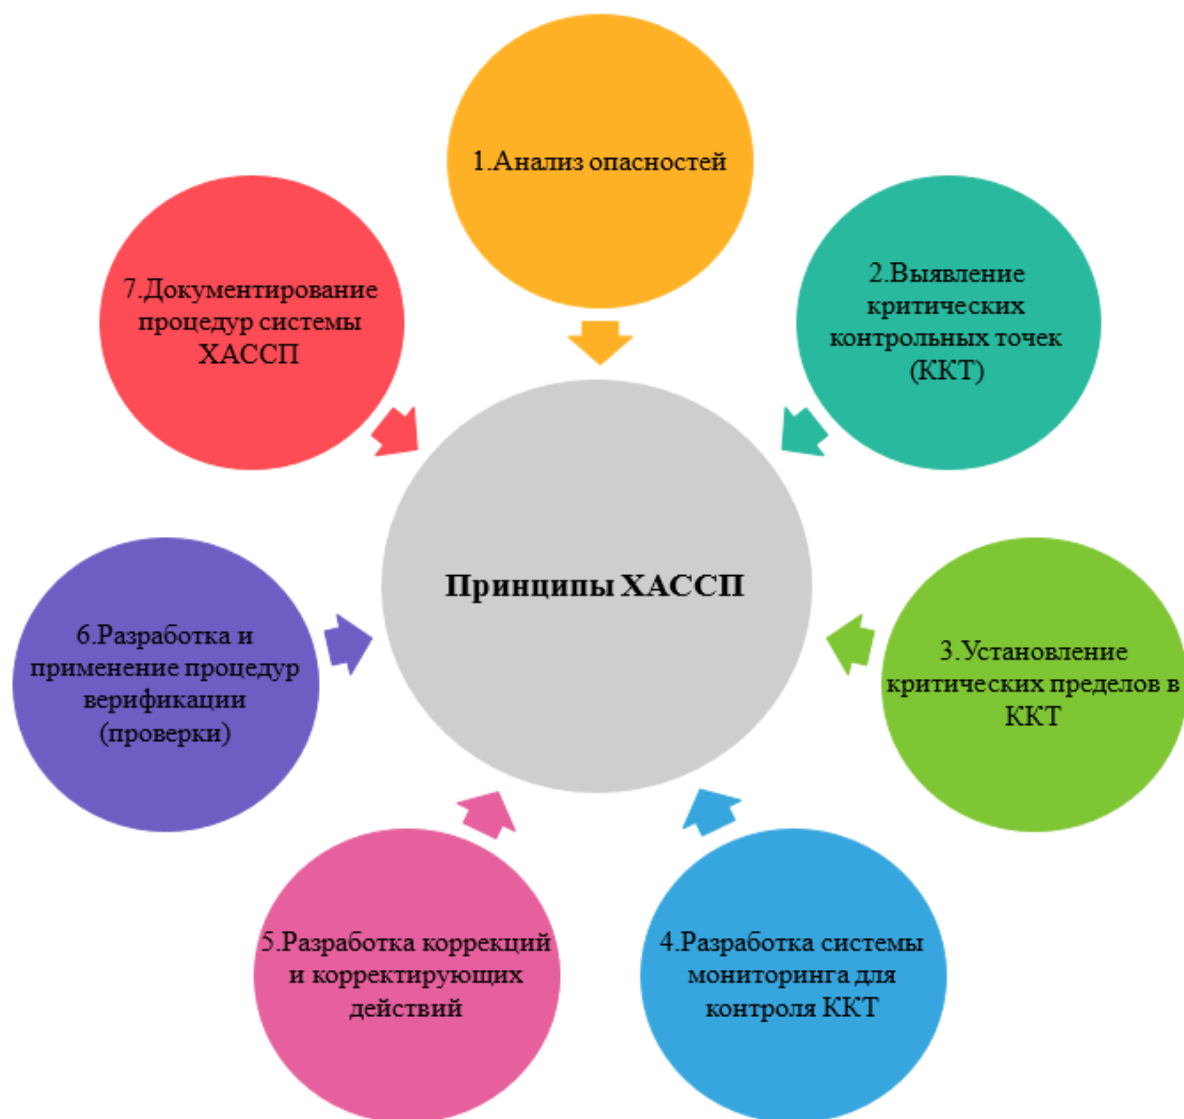 1.Анализ опасностей
2.Выявление
критических
контрольных точек
(ККТ)
3.Установление
критических пределов в
ККТ
4.Разработка системы
мониторинга для
контроля ККТ
5.Разработка коррекций
и корректирующих
действий
6.Разработка и
применение процедур
верификации
(проверки)
7.Документирование
процедур системы
ХАССП
Принципы ХАССП